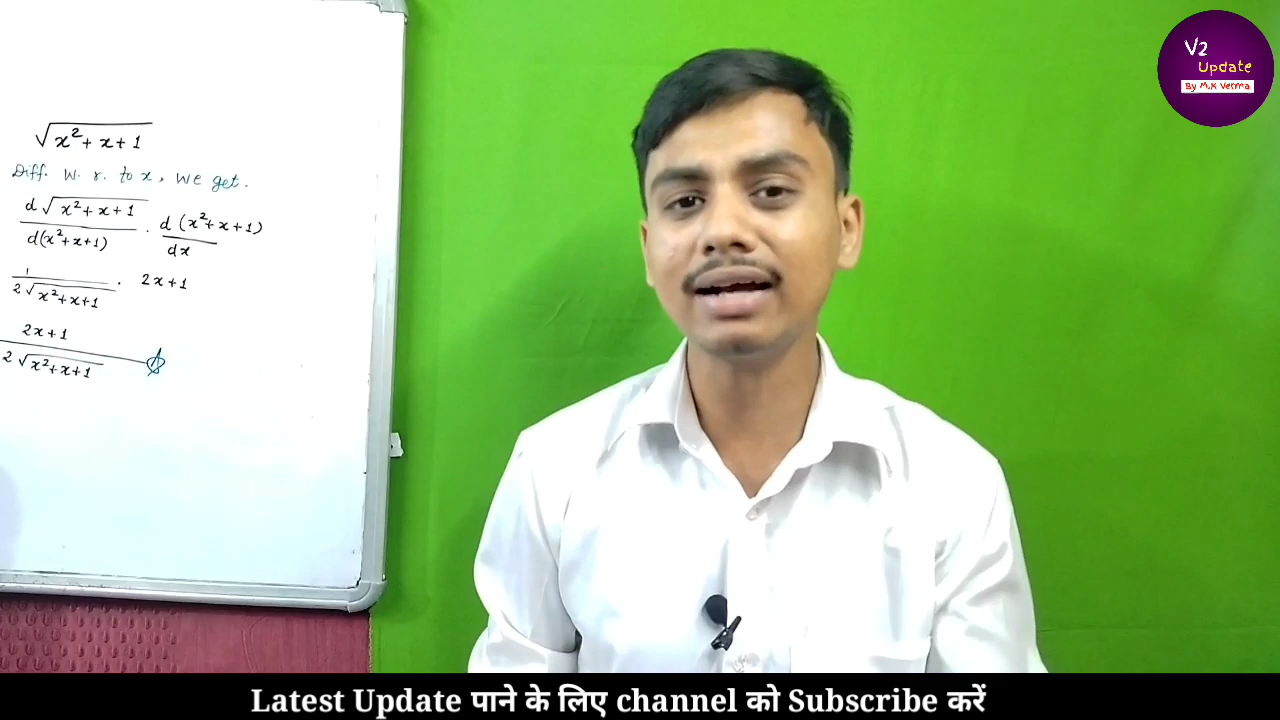 √x²+x+1
Diff. w. r. to x, we get.
d√x²+x+1 / d(x²+x+1) . d(x²+x+1) / dx
1 / 2√x²+x+1 . 2x+1
2x+1 / 2√x²+x+1
V2
Update
By M.K Verma
Latest Update पाने के लिए channel को Subscribe करें